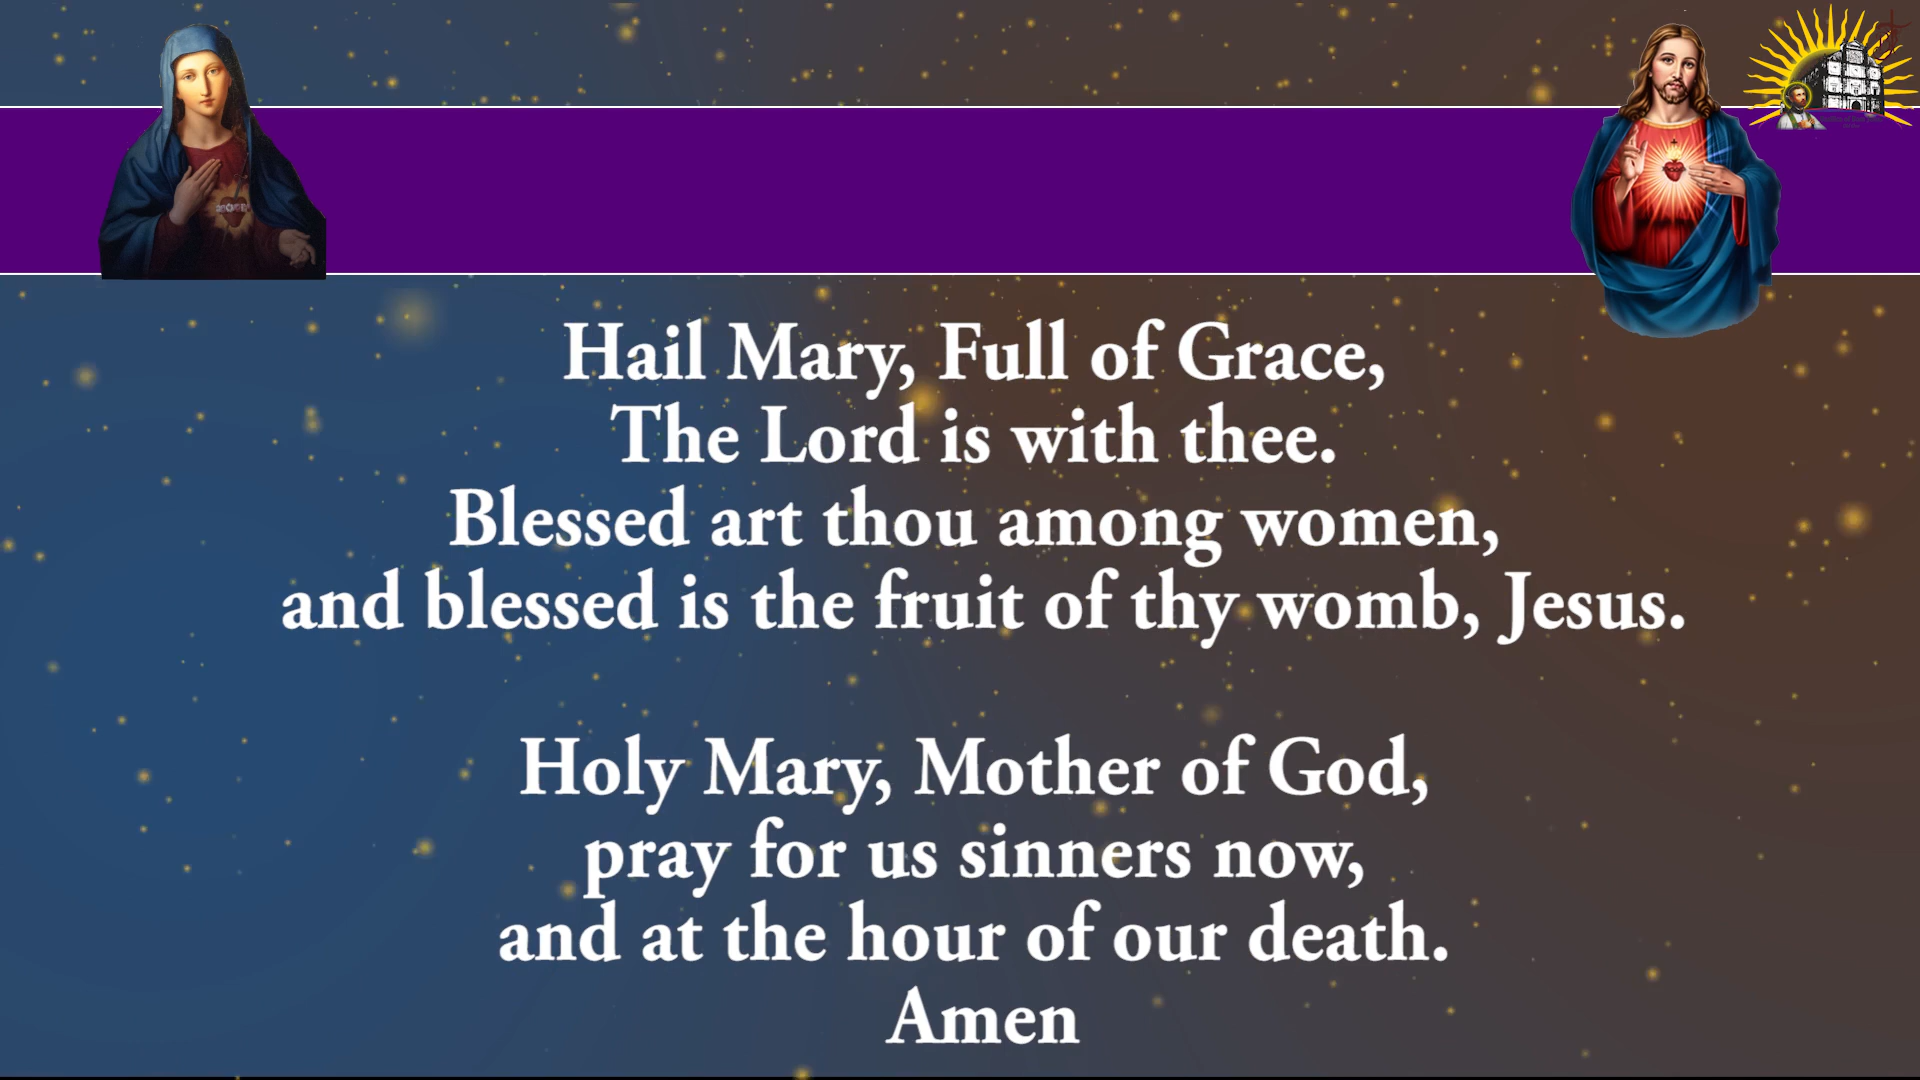 Hail Mary, Full of Grace,
The Lord is with thee.
Blessed art thou among women,
and blessed is the fruit of thy womb, Jesus.
Holy Mary, Mother of God,
pray for us sinners now,
and at the hour of our death.
Amen